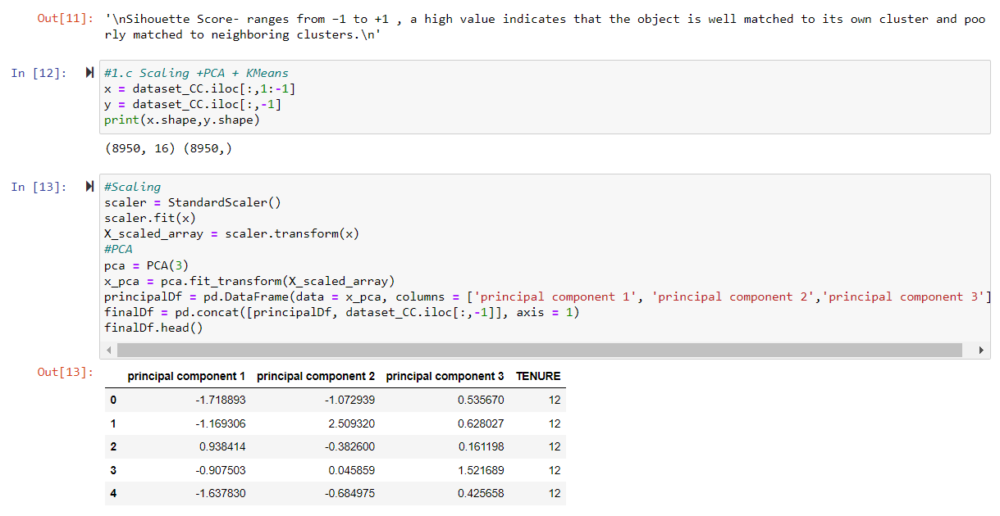 Out[11]: '\nSihouette Score- ranges from −1 to +1 , a high value indicates that the object is well matched to its own cluster and poo
rly matched to neighboring clusters.\n'
In [12]: #1.c Scaling +PCA + KMeans
x = dataset_CC.iloc[:,1:-1]
y = dataset_CC.iloc[:,-1]
print(x.shape,y.shape)
(8950, 16) (8950,)
In [13]: #Scaling
scaler = StandardScaler()
scaler.fit(x)
X_scaled_array = scaler.transform(x)
#PCA
pca = PCA(3)
x_pca = pca.fit_transform(X_scaled_array)
principalDf = pd.DataFrame(data = x_pca, columns = ['principal component 1', 'principal component 2','principal component 3']
finalDf = pd.concat([principalDf, dataset_CC.iloc[:,-1]], axis = 1)
finalDf.head()
Out[13]:
principal component 1 principal component 2 principal component 3 TENURE
0 -1.718893 -1.072939 0.535670 12
1 -1.169306 2.509320 0.628027 12
2 0.938414 -0.382600 0.161198 12
3 -0.907503 0.045859 1.521689 12
4 -1.637830 -0.684975 0.425658 12